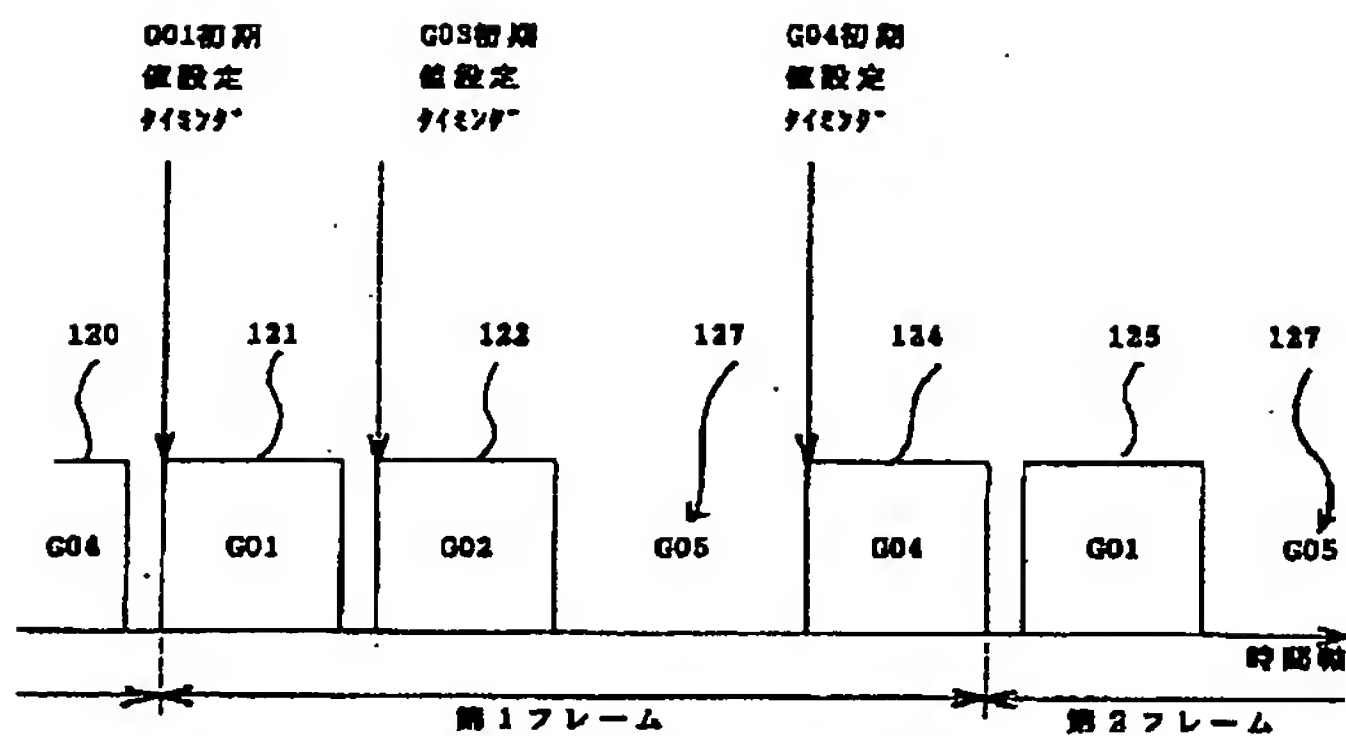 G01初期
値設定
タイミング
G03初期
値設定
タイミング
G04初期
値設定
タイミング
120
121
122
127
124
125
127
G04
G01
G02
G05
G04
G01
G05
時間軸
第1フレーム
第2フレーム